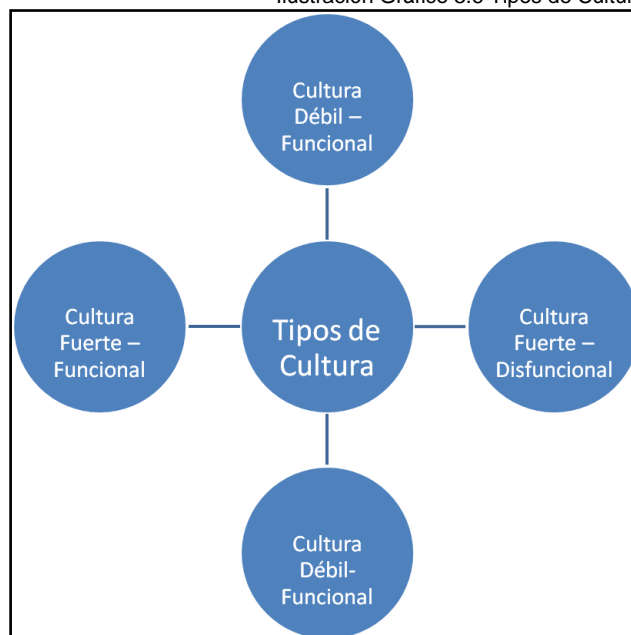 Cultura
Débil –
Funcional
Cultura
Fuerte –
Funcional
Tipos de
Cultura
Cultura
Fuerte –
Disfuncional
Cultura
Débil-
Funcional